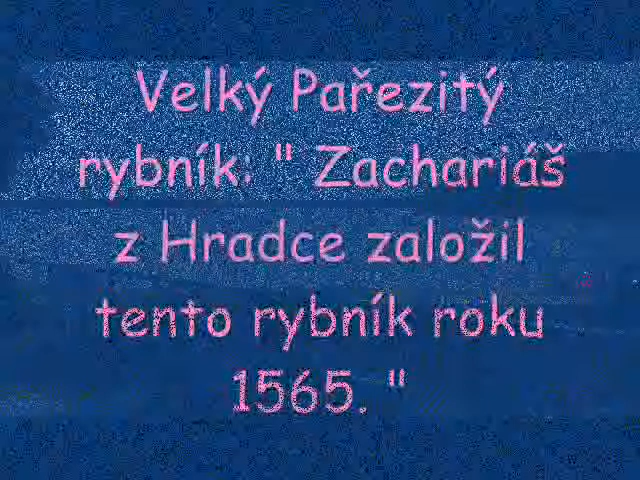 Velký Pařezitý
rybník: " Zachariáš
z Hradce založil
tento rybník roku
1565. "